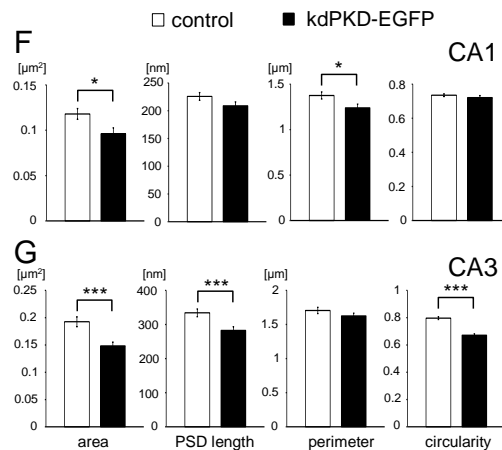 control kdPKD-EGFP
F CA1
[µm²] [nm] [µm]
0.15 250 2 0.8
* *
200 1.5 0.6
0.1 150 1 0.4
100
0.05 50 0.5 0.2
0 0 0 0
G CA3
[µm²] [nm] [µm]
0.25 400 2 1
*** *** ***
0.2 300 1.5 0.8
0.15 0.6
200 1
0.1 0.4
0.05 100 0.5 0.2
0 0 0 0
area PSD length perimeter circularity